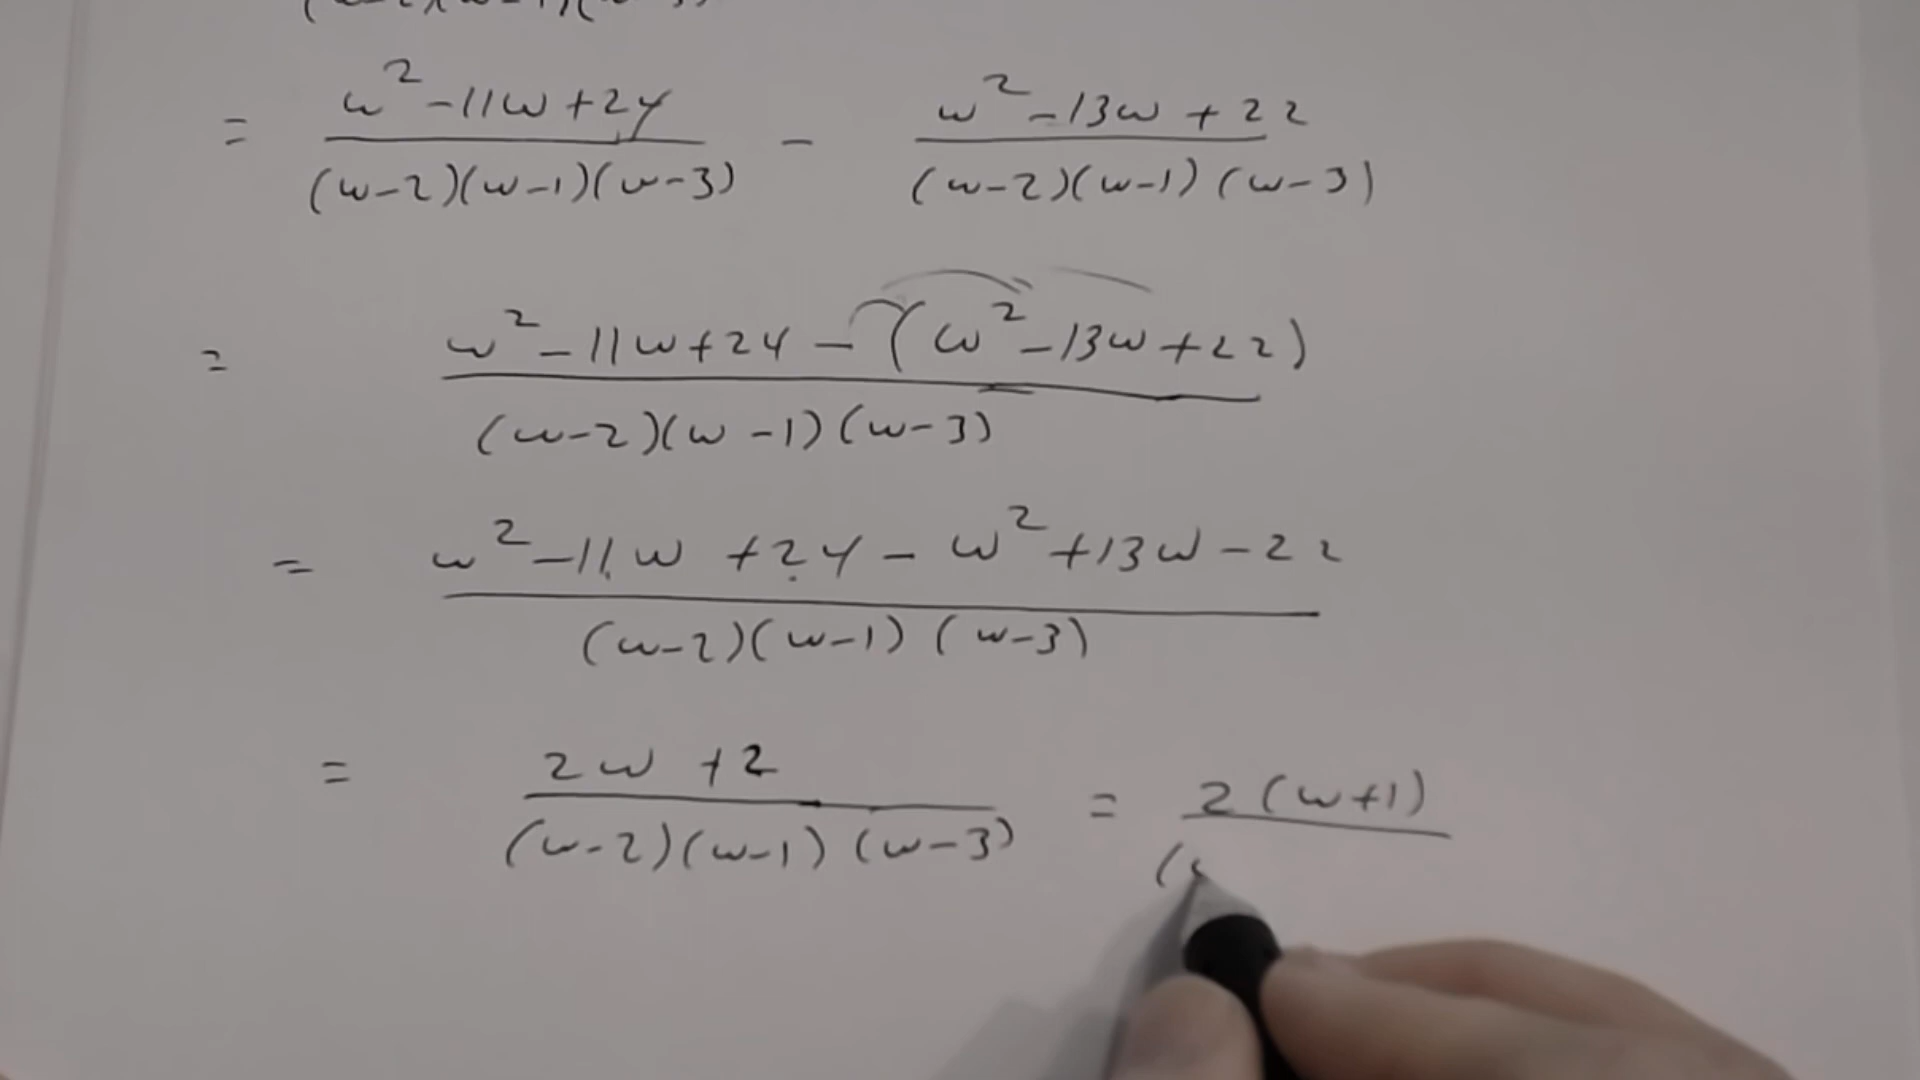 = w² - 11w + 24 / (w-2)(w-1)(w-3) - w² - 13w + 22 / (w-2)(w-1)(w-3)
= w² - 11w + 24 - (w² - 13w + 22) / (w-2)(w-1)(w-3)
= w² - 11w + 24 - w² + 13w - 22 / (w-2)(w-1)(w-3)
= 2w + 2 / (w-2)(w-1)(w-3) = 2(w+1) / (